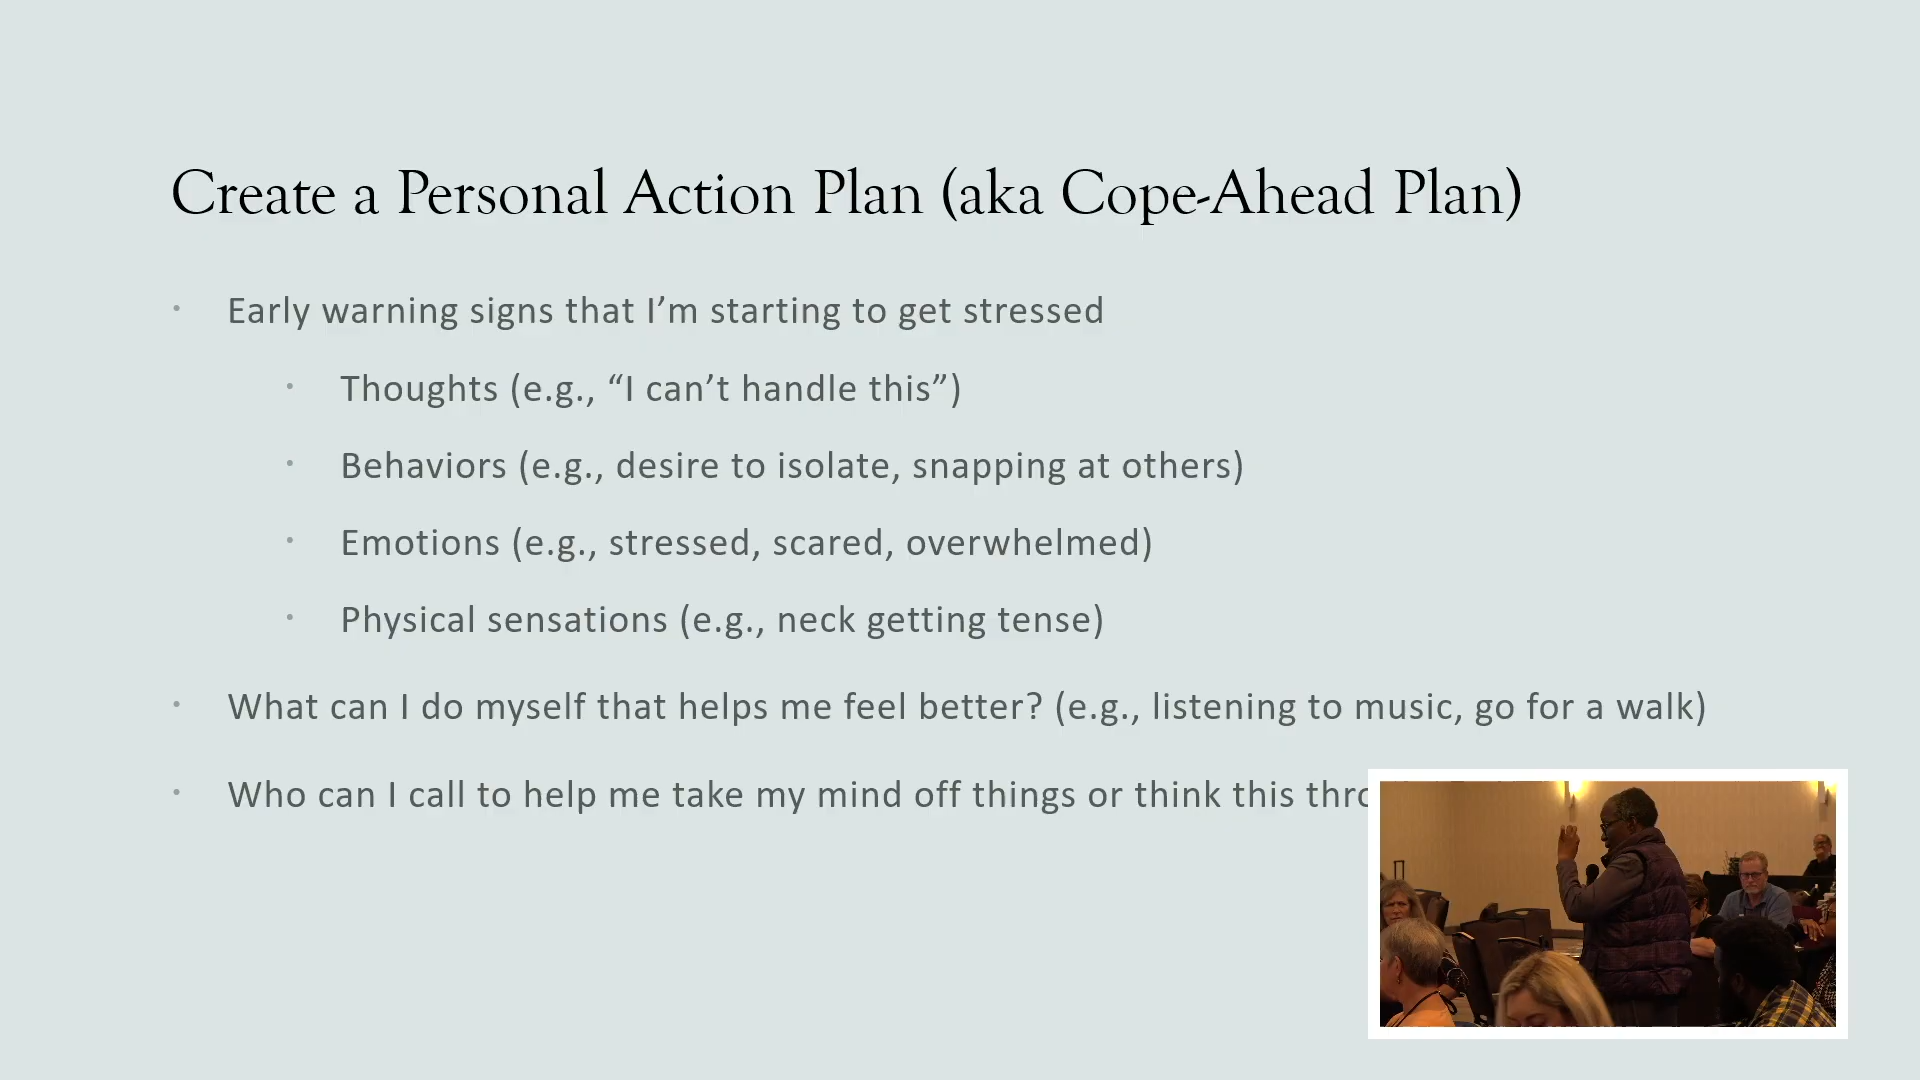 Create a Personal Action Plan (aka Cope-Ahead Plan)
Early warning signs that I’m starting to get stressed
Thoughts (e.g., “I can’t handle this”)
Behaviors (e.g., desire to isolate, snapping at others)
Emotions (e.g., stressed, scared, overwhelmed)
Physical sensations (e.g., neck getting tense)
What can I do myself that helps me feel better? (e.g., listening to music, go for a walk)
Who can I call to help me take my mind off things or think this